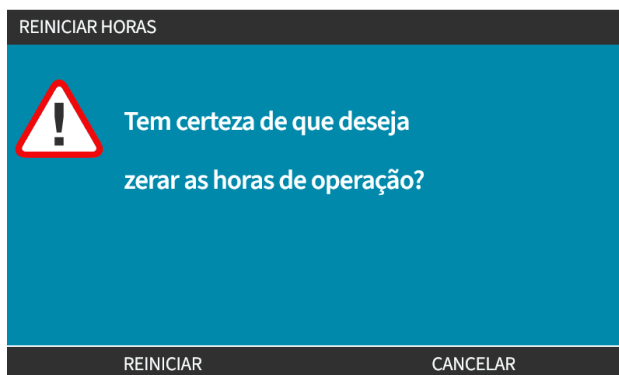 REINICIAR HORAS
Tem certeza de que deseja
zerar as horas de operação?
REINICIAR
CANCELAR